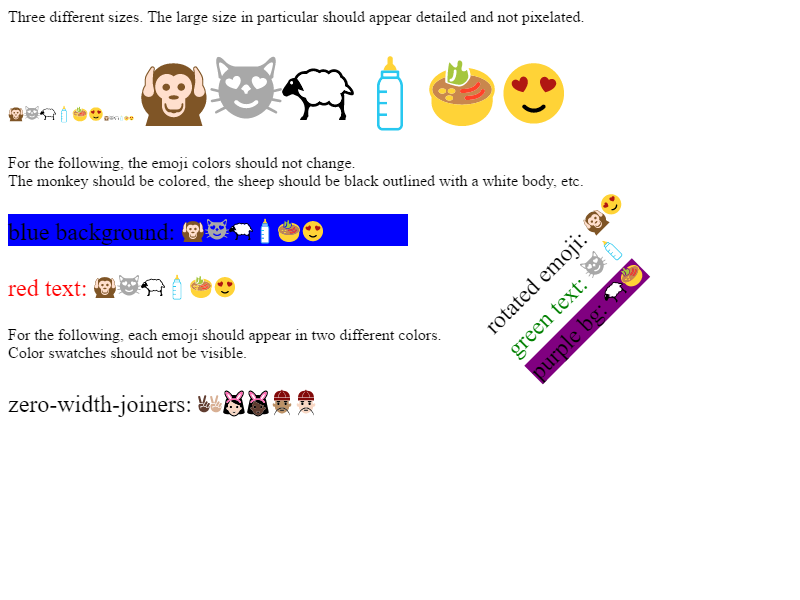 Three different sizes. The large size in particular should appear detailed and not pixelated.
🙉😻🐑🍼🍲😍🙉😻🐑🍼🍲😍🙉😻🐑🍼🍲😍
For the following, the emoji colors should not change.
The monkey should be colored, the sheep should be black outlined with a white body, etc.
blue background: 🙉😻🐑🍼🍲😍
red text: 🙉😻🐑🍼🍲😍
rotated emoji: 🙉😍
green text: 😻🍼
purple bg: 🐑🍲
For the following, each emoji should appear in two different colors.
Color swatches should not be visible.
zero-width-joiners: ✌🏿✌🏼👯🏻👯🏿👲🏽👲🏻